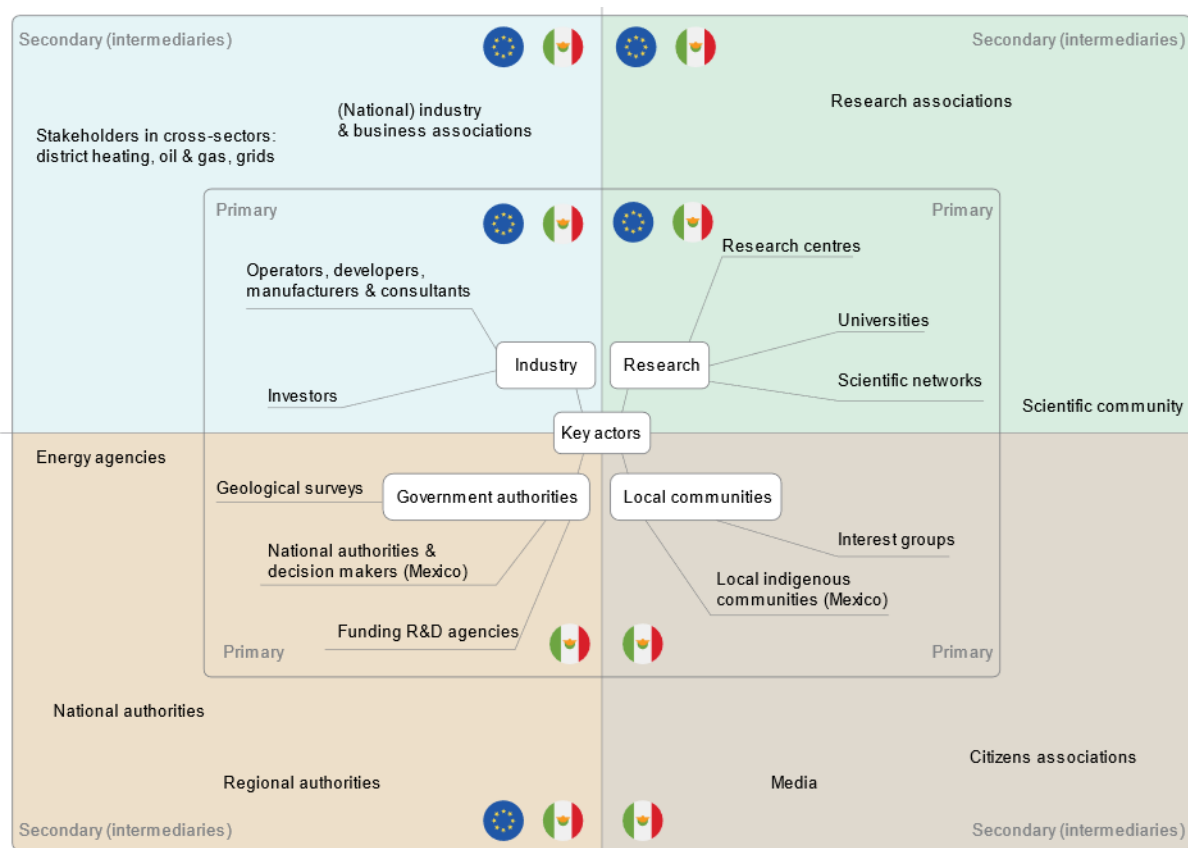 Secondary (intermediaries)
Secondary (intermediaries)
(National) industry
& business associations
Stakeholders in cross-sectors:
district heating, oil & gas, grids
Research associations
Primary
Primary
Operators, developers,
manufacturers & consultants
Research centres
Universities
Industry
Research
Investors
Scientific networks
Scientific community
Key actors
Energy agencies
Geological surveys
Government authorities
Local communities
National authorities &
decision makers (Mexico)
Interest groups
Local indigenous
communities (Mexico)
Funding R&D agencies
Primary
Primary
National authorities
Regional authorities
Media
Citizens associations
Secondary (intermediaries)
Secondary (intermediaries)